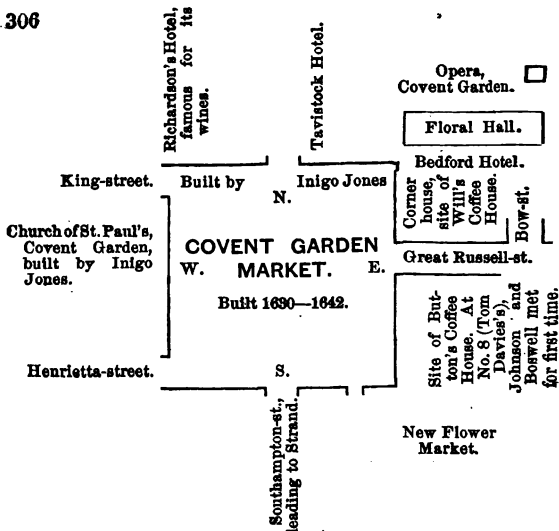 306
Richardson's Hotel,
famous for its
wines.
Tavistock Hotel.
Opera,
Covent Garden.
Floral Hall.
Bedford Hotel.
King-street.
Built by
Inigo Jones
N.
Corner
house,
site of
Will's
Coffee
House.
Bow-st.
Church of St. Paul's,
Covent Garden,
built by Inigo
Jones.
COVENT GARDEN
W. MARKET. E.
Built 1630—1642.
Great Russell-st.
Site of But-
ton's Coffee
House. At
No. 8 (Tom
Davies's),
Johnson and
Boswell met
for first time.
Henrietta-street.
S.
Southampton-st.,
leading to Strand.
New Flower
Market.